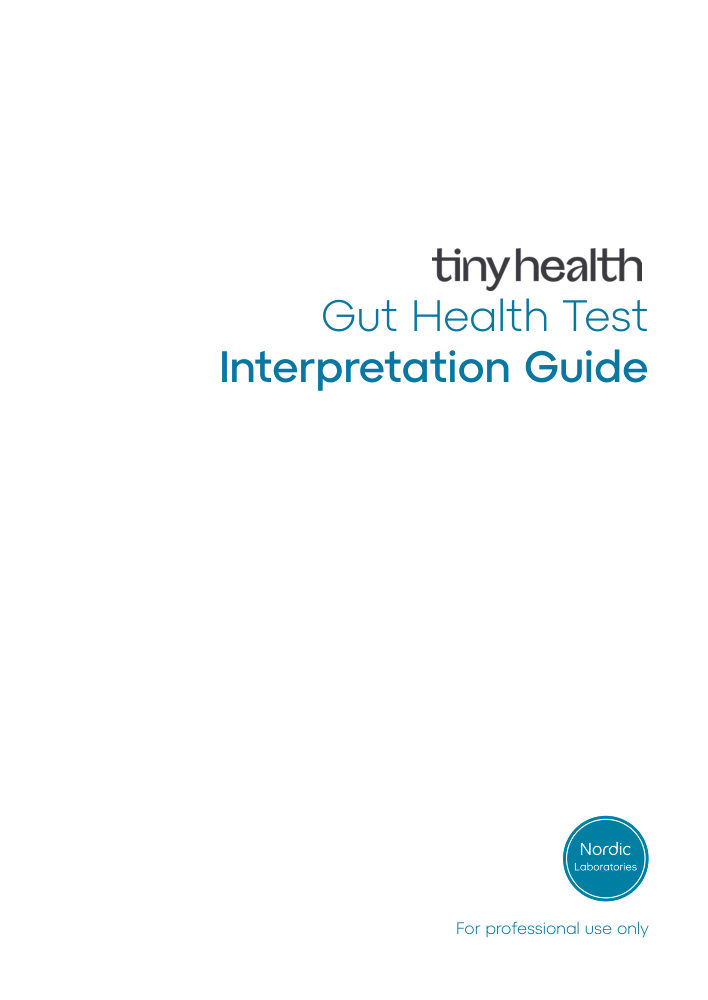 tinyhealth
Gut Health Test
Interpretation Guide
Nordic
Laboratories
For professional use only